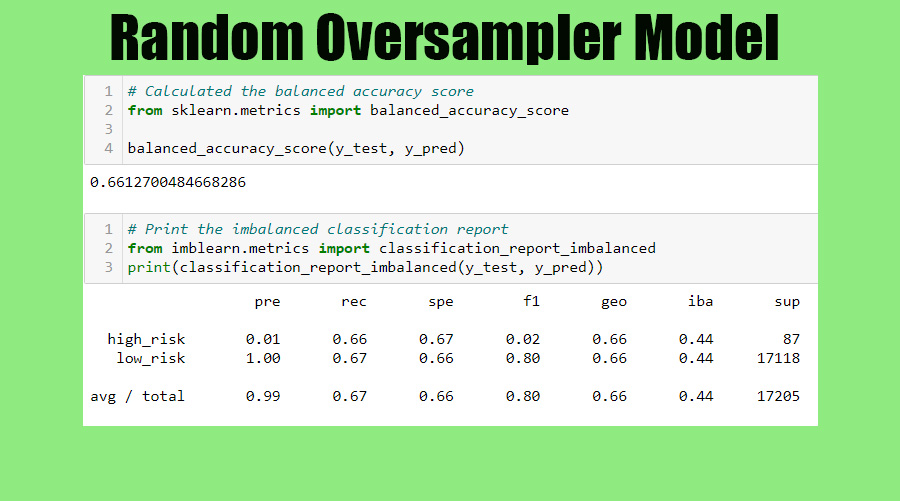 Random Oversampler Model
1 # Calculated the balanced accuracy score
2 from sklearn.metrics import balanced_accuracy_score
3
4 balanced_accuracy_score(y_test, y_pred)
0.6612700484668286
1 # Print the imbalanced classification report
2 from imblearn.metrics import classification_report_imbalanced
3 print(classification_report_imbalanced(y_test, y_pred))
pre rec spe f1 geo iba sup
high_risk 0.01 0.66 0.67 0.02 0.66 0.44 87
low_risk 1.00 0.67 0.66 0.80 0.66 0.44 17118
avg / total 0.99 0.67 0.66 0.80 0.66 0.44 17205